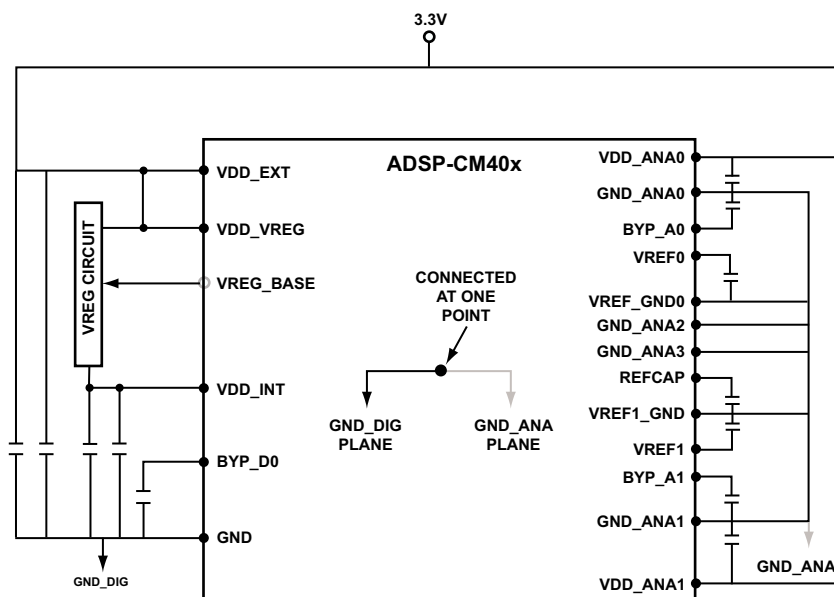 3.3V
ADSP-CM40x
VDD_EXT
VDD_VREG
VREG CIRCUIT
VREG_BASE
VDD_INT
BYP_D0
GND
GND_DIG
CONNECTED
AT ONE
POINT
GND_DIG
PLANE
GND_ANA
PLANE
VDD_ANA0
GND_ANA0
BYP_A0
VREF0
VREF_GND0
GND_ANA2
GND_ANA3
REFCAP
VREF1_GND
VREF1
BYP_A1
GND_ANA1
VDD_ANA1
GND_ANA